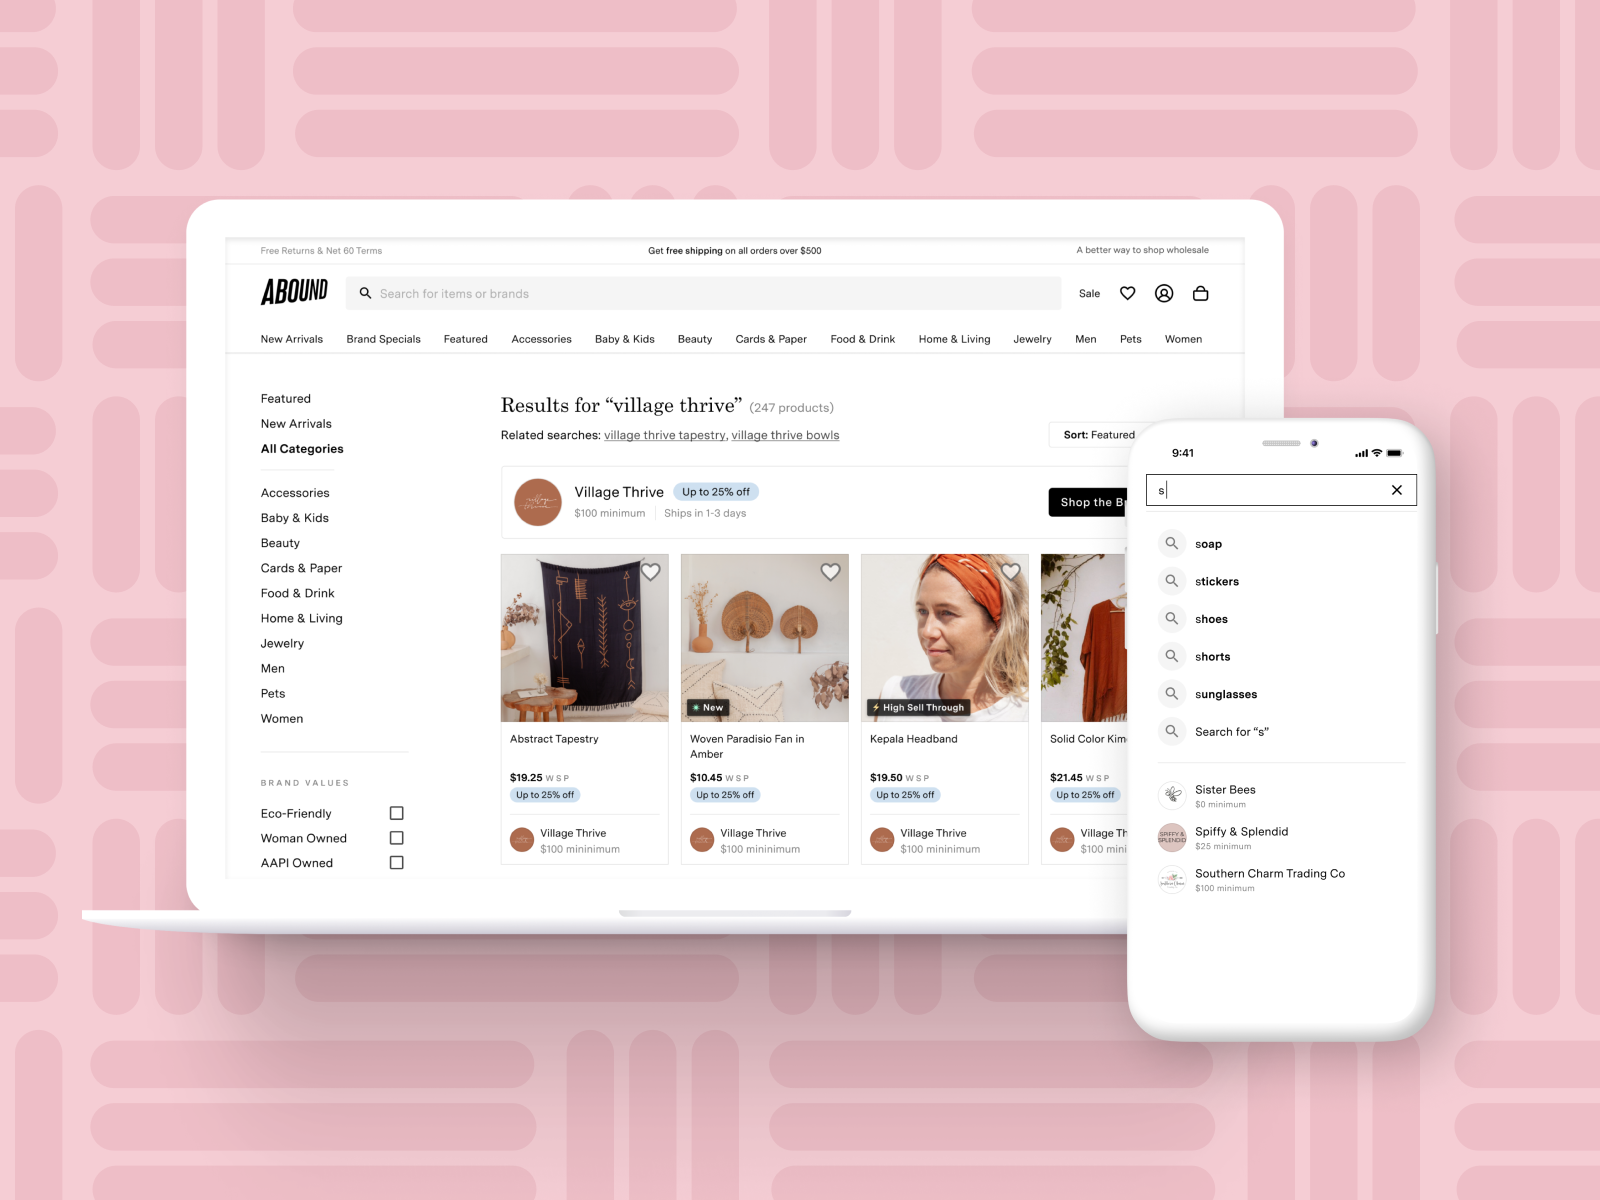 Free Returns & Net 60 Terms
Get free shipping on all orders over $500
A better way to shop wholesale
ABOUND
Search for items or brands
Sale
New Arrivals Brand Specials Featured Accessories Baby & Kids Beauty Cards & Paper Food & Drink Home & Living Jewelry Men Pets Women
Featured
New Arrivals
All Categories
Accessories
Baby & Kids
Beauty
Cards & Paper
Food & Drink
Home & Living
Jewelry
Men
Pets
Women
BRAND VALUES
Eco-Friendly
Woman Owned
AAPI Owned
Results for “village thrive” (247 products)
Related searches: village thrive tapestry, village thrive bowls
Sort: Featured
village thrive
Village Thrive Up to 25% off
$100 minimum Ships in 1-3 days
Shop the B
Abstract Tapestry
$19.25 WSP
Up to 25% off
Village Thrive
$100 mininimum
New
Woven Paradisio Fan in
Amber
$10.45 WSP
Up to 25% off
Village Thrive
$100 mininimum
High Sell Through
Kepala Headband
$19.50 WSP
Up to 25% off
Village Thrive
$100 mininimum
Solid Color Kim
$21.45 WSP
Up to 25% off
Village Th
$100 mini
9:41
s
soap
stickers
shoes
shorts
sunglasses
Search for “s”
Sister Bees
$0 minimum
SPIFFY &
SPLENDID
Spiffy & Splendid
$25 minimum
Southern Charm Trading Co
$100 minimum